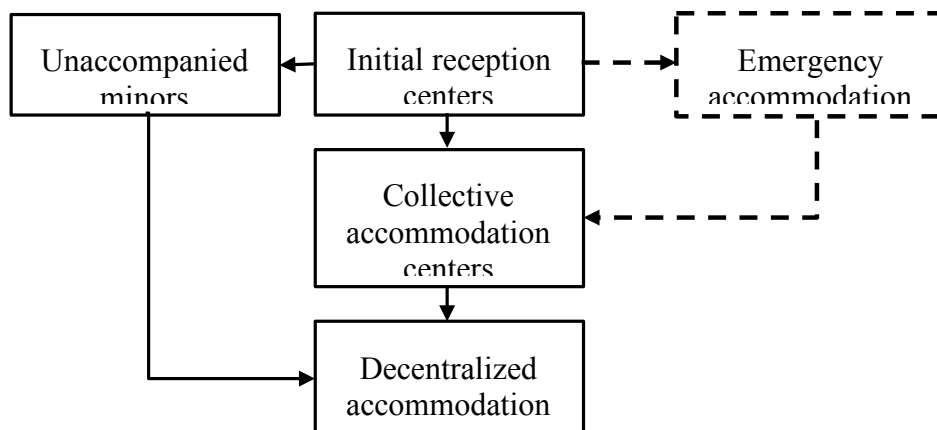 Unaccompanied
minors
Initial reception
centers
Emergency
accommodation
Collective
accommodation
centers
Decentralized
accommodation